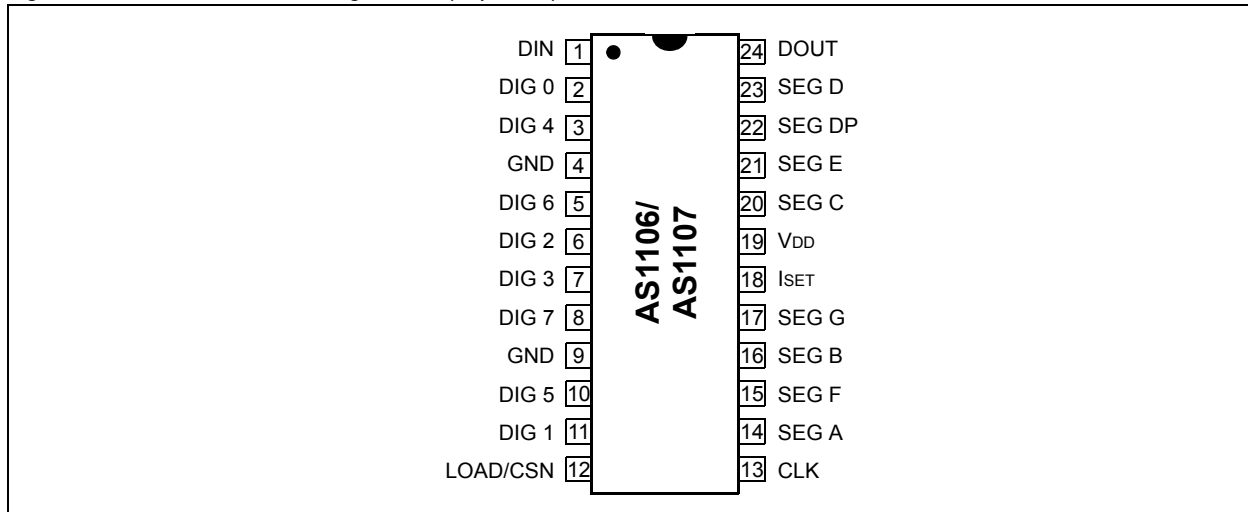 DIN 1
DIG 0 2
DIG 4 3
GND 4
DIG 6 5
DIG 2 6
DIG 3 7
DIG 7 8
GND 9
DIG 5 10
DIG 1 11
LOAD/CSN 12
AS1106/
AS1107
24 DOUT
23 SEG D
22 SEG DP
21 SEG E
20 SEG C
19 VDD
18 ISET
17 SEG G
16 SEG B
15 SEG F
14 SEG A
13 CLK